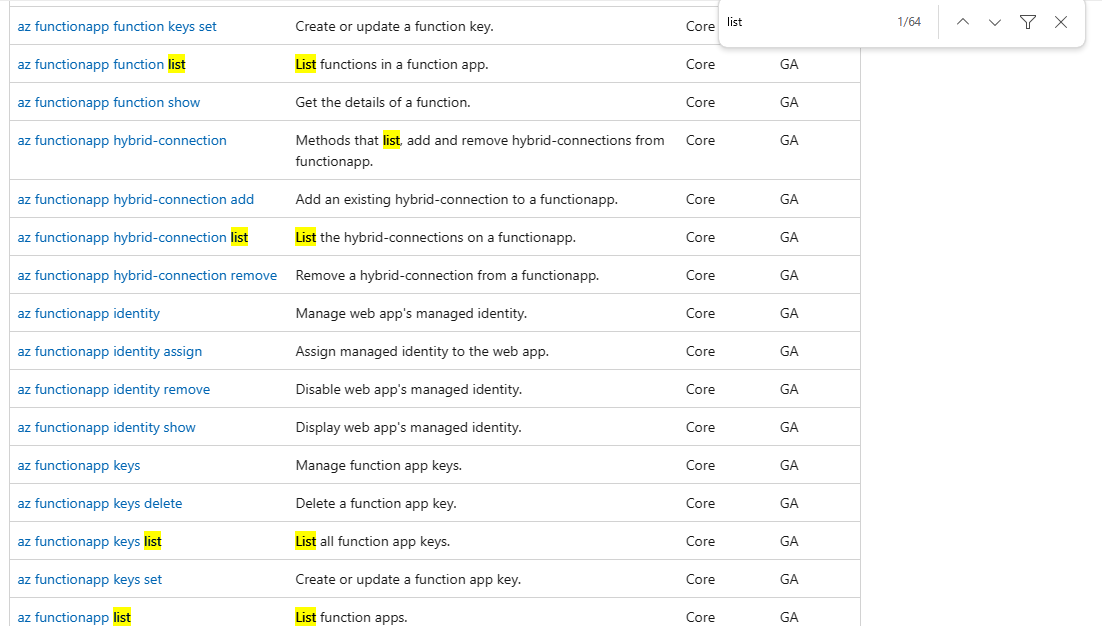 list 1/64
az functionapp function keys set Create or update a function key. Core
az functionapp function list List functions in a function app. Core GA
az functionapp function show Get the details of a function. Core GA
az functionapp hybrid-connection Methods that list, add and remove hybrid-connections from Core GA
functionapp.
az functionapp hybrid-connection add Add an existing hybrid-connection to a functionapp. Core GA
az functionapp hybrid-connection list List the hybrid-connections on a functionapp. Core GA
az functionapp hybrid-connection remove Remove a hybrid-connection from a functionapp. Core GA
az functionapp identity Manage web app's managed identity. Core GA
az functionapp identity assign Assign managed identity to the web app. Core GA
az functionapp identity remove Disable web app's managed identity. Core GA
az functionapp identity show Display web app's managed identity. Core GA
az functionapp keys Manage function app keys. Core GA
az functionapp keys delete Delete a function app key. Core GA
az functionapp keys list List all function app keys. Core GA
az functionapp keys set Create or update a function app key. Core GA
az functionapp list List function apps. Core GA